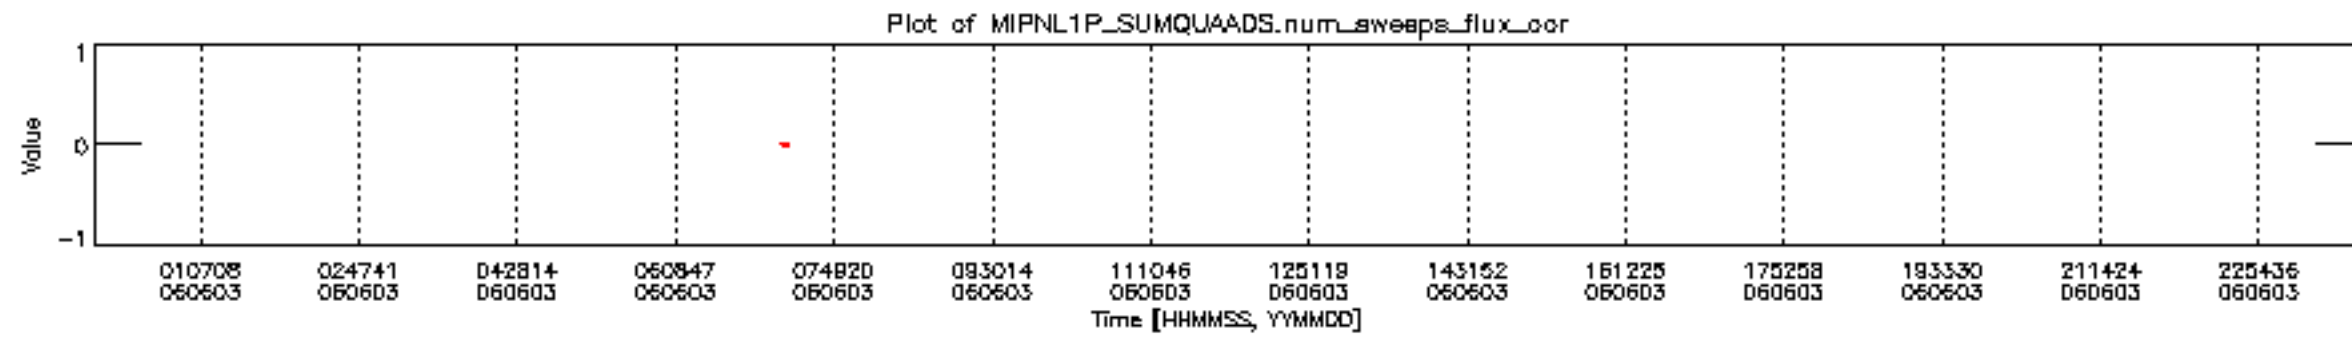 Plot of MIPNL1P_SUMQUAADS.num_sweeps_flux_cor
1
Value
0
-1
010708 024741 042814 060847 074920 093014 111046 125119 143152 161225 175258 193330 211424 225436
060603 060603 060603 060603 060603 060603 060603 060603 060603 060603 060603 060603 060603 060603
Time [HHMMSS, YYMMDD]